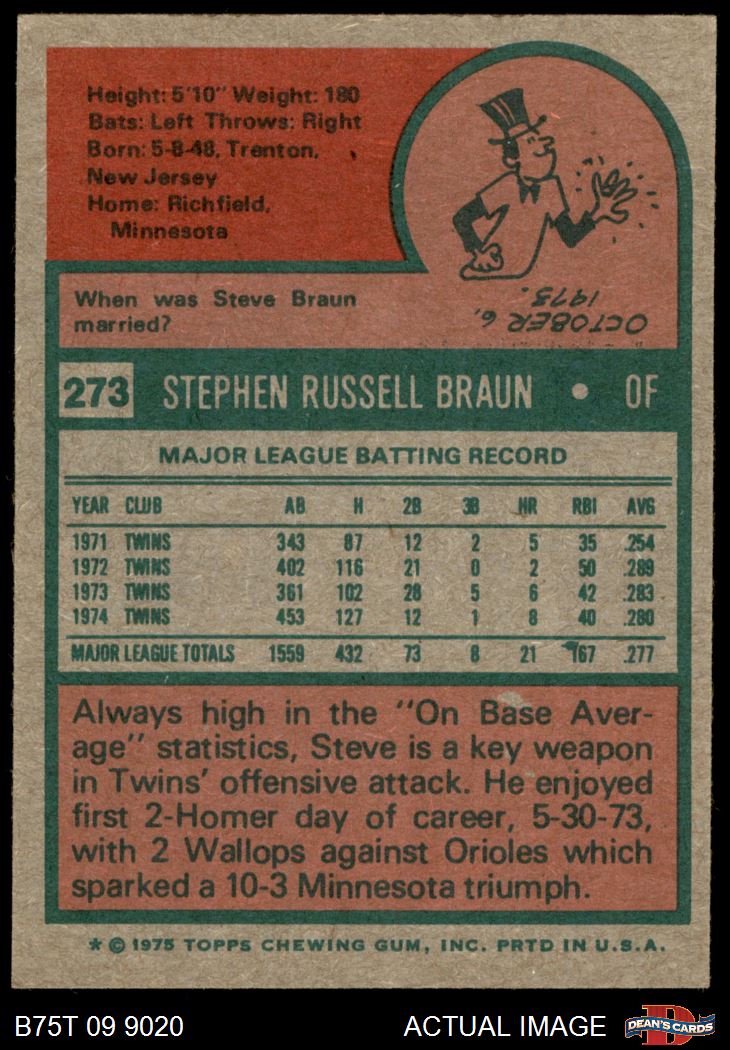 Height: 5'10" Weight: 180
Bats: Left Throws: Right
Born: 5-8-48, Trenton,
New Jersey
Home: Richfield,
Minnesota
When was Steve Braun
married?
OCTOBER 6,
1973.
273 STEPHEN RUSSELL BRAUN • OF
MAJOR LEAGUE BATTING RECORD
YEAR CLUB AB H 2B 3B HR RBI AVG
1971 TWINS 343 87 12 2 5 35 .254
1972 TWINS 402 116 21 0 2 50 .289
1973 TWINS 361 102 28 5 6 42 .283
1974 TWINS 453 127 12 1 8 40 .280
MAJOR LEAGUE TOTALS 1559 432 73 8 21 167 .277
Always high in the "On Base Aver-
age" statistics, Steve is a key weapon
in Twins' offensive attack. He enjoyed
first 2-Homer day of career, 5-30-73,
with 2 Wallops against Orioles which
sparked a 10-3 Minnesota triumph.
* © 1975 TOPPS CHEWING GUM, INC. PRTD IN U.S.A.
B75T 09 9020 ACTUAL IMAGE D DEAN'S CARDS